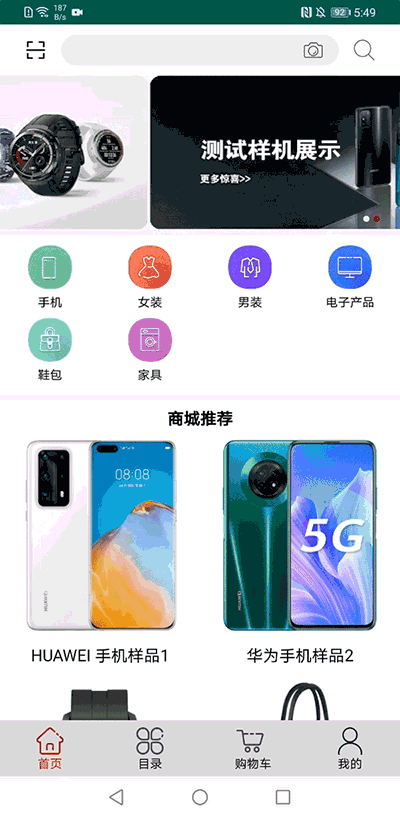 187
B/s
92
5:49
测试样机展示
更多惊喜>>
手机
女装
男装
电子产品
鞋包
家具
商城推荐
08:08
5G
HUAWEI 手机样品1
华为手机样品2
首页
目录
购物车
我的